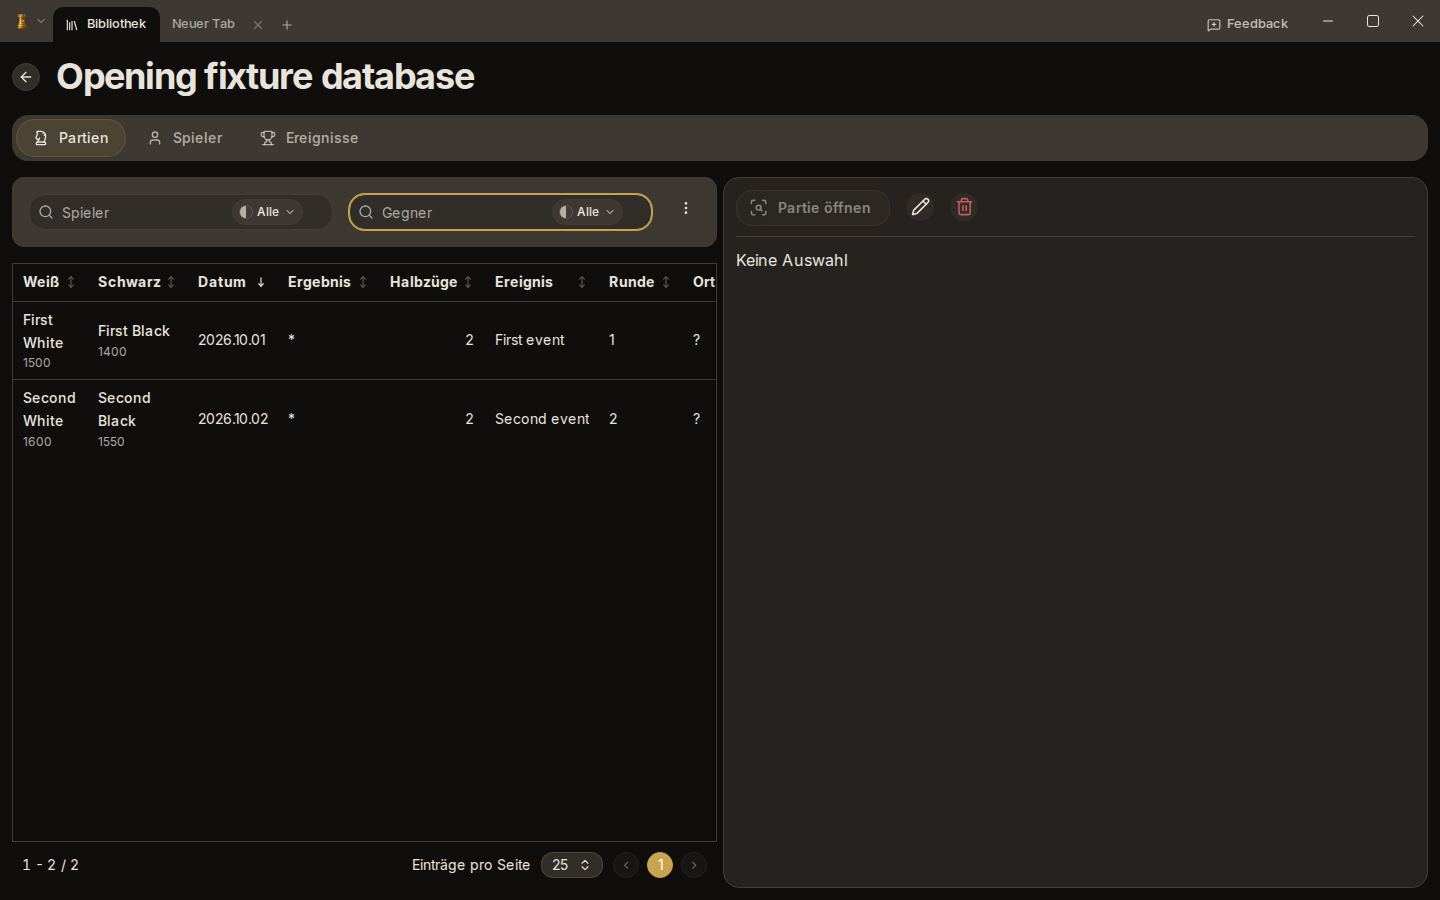 Bibliothek
Neuer Tab
Feedback
Opening fixture database
Partien
Spieler
Ereignisse
Spieler
Alle
Gegner
Alle
Partie öffnen
Keine Auswahl
Weiß Schwarz Datum Ergebnis Halbzüge Ereignis Runde Ort
First White 1500
First Black 1400
2026.10.01 * 2 First event 1 ?
Second White 1600
Second Black 1550
2026.10.02 * 2 Second event 2 ?
1 - 2 / 2
Einträge pro Seite
25
1